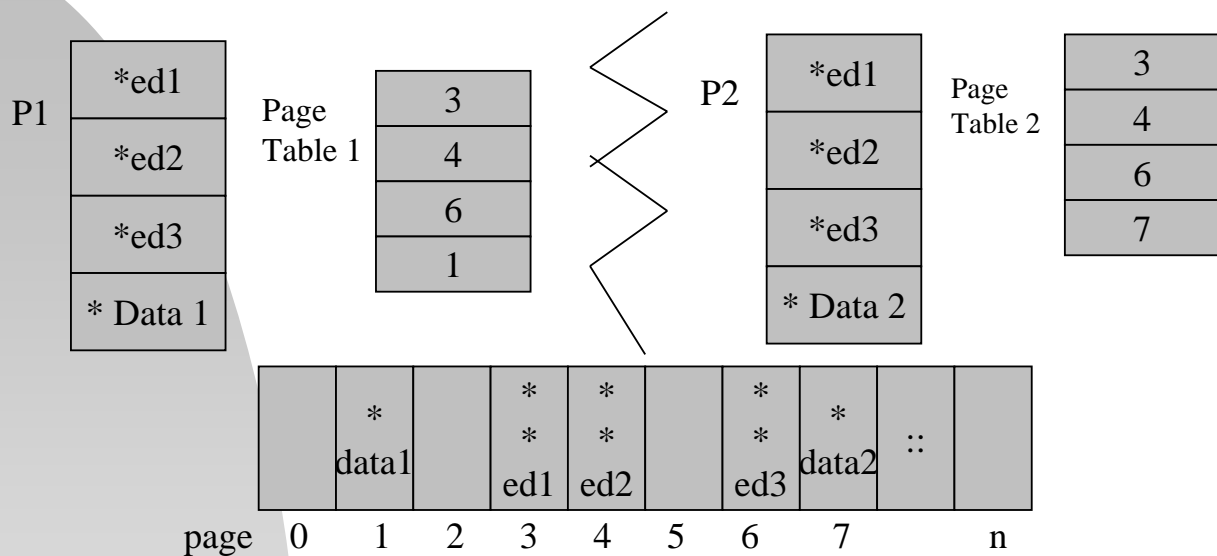 P1
*ed1
*ed2
*ed3
* Data 1
Page
Table 1
3
4
6
1
P2
*ed1
*ed2
*ed3
* Data 2
Page
Table 2
3
4
6
7
* * * * *
data1 * * * data2 ::
ed1 ed2 ed3
page 0 1 2 3 4 5 6 7 n